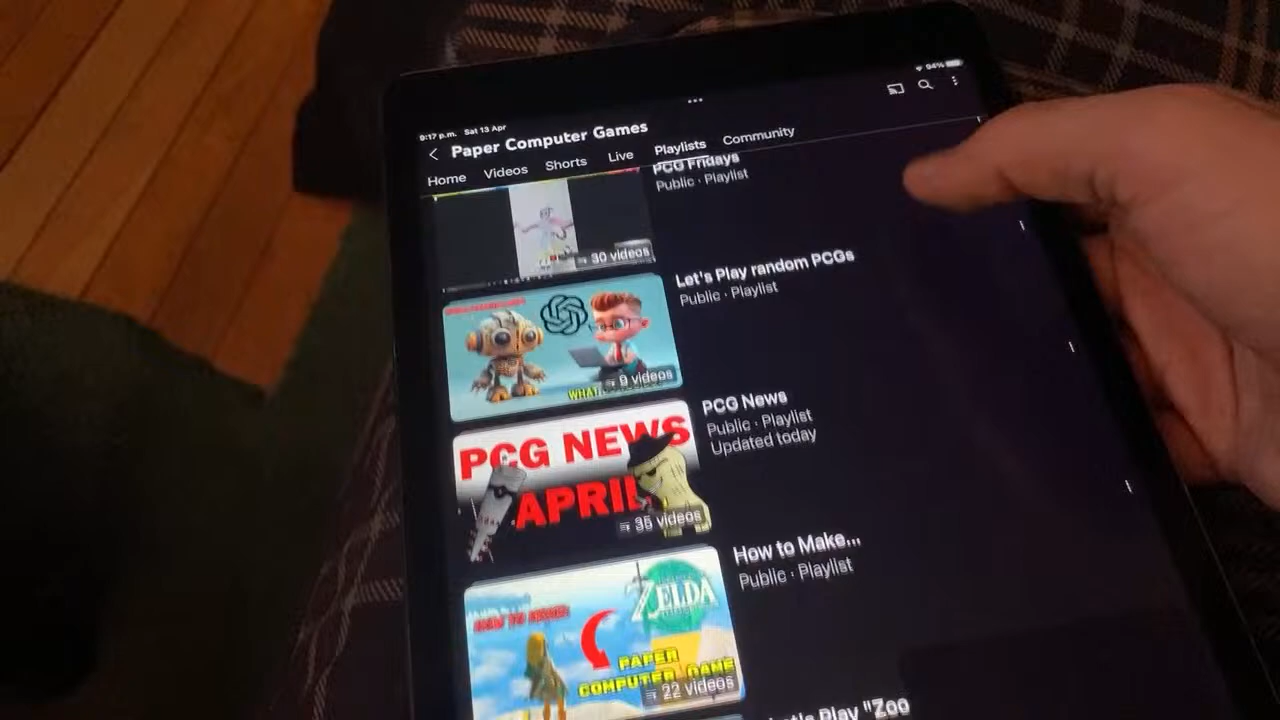 9:17 p.m. Sat 13 Apr
94%
Paper Computer Games
Home Videos Shorts Live Playlists Community
PCG Fridays
Public · Playlist
30 videos
Let's Play random PCGs
Public · Playlist
WHAT
9 videos
PCG News
Public · Playlist
Updated today
PCG NEWS
APRIL
35 videos
How to Make...
Public · Playlist
HOW TO MAKE:
ZELDA
PAPER
COMPUTER GAME
22 videos
Let's Play "Zoo